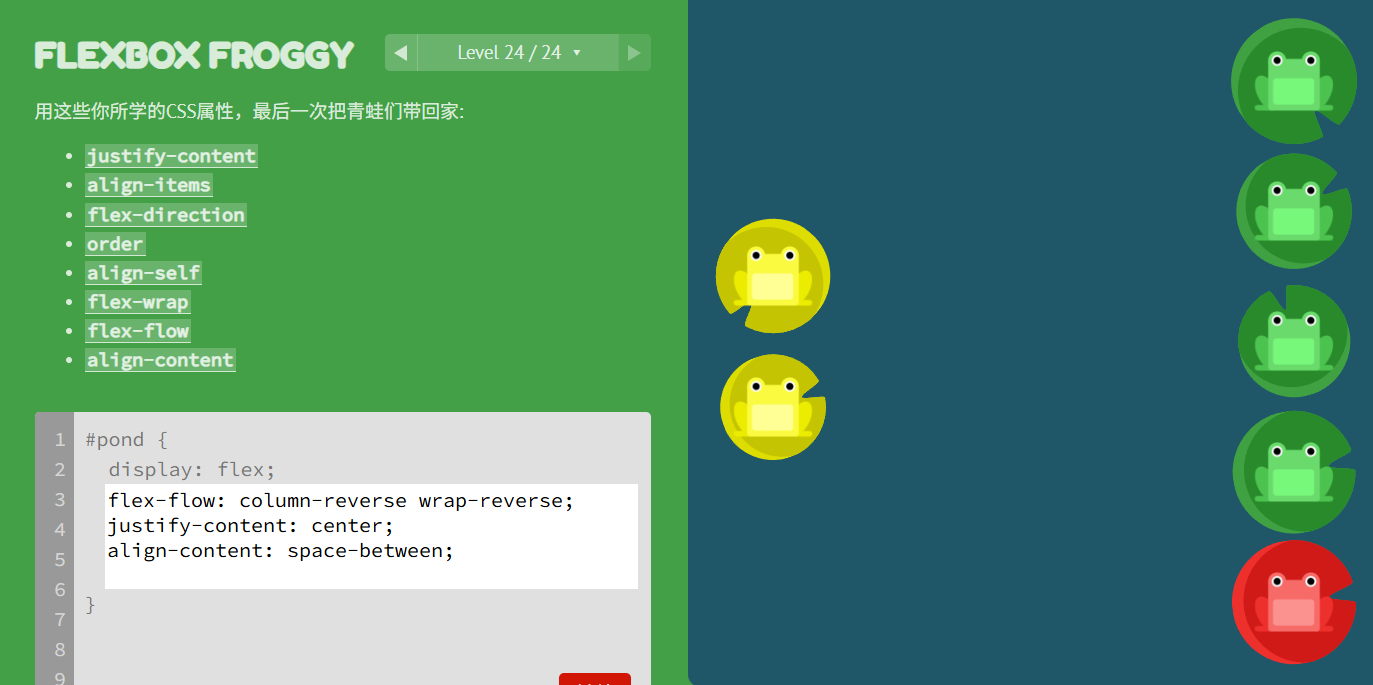 FLEXBOX FROGGY
◀ Level 24 / 24 ▾ ▶
用这些你所学的CSS属性，最后一次把青蛙们带回家:
• justify-content
• align-items
• flex-direction
• order
• align-self
• flex-wrap
• flex-flow
• align-content
1 #pond {
2 display: flex;
3 flex-flow: column-reverse wrap-reverse;
4 justify-content: center;
5 align-content: space-between;
6
} 
7
8
9